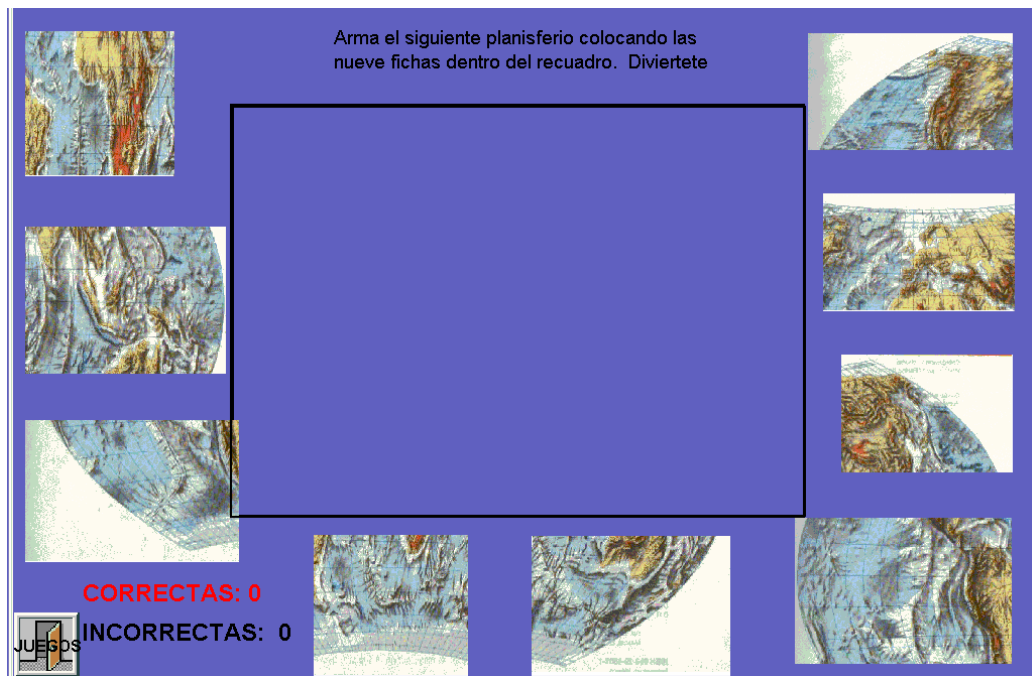 Arma el siguiente planisferio colocando las
nueve fichas dentro del recuadro. Diviertete
CORRECTAS: 0
INCORRECTAS: 0
JUEGOS